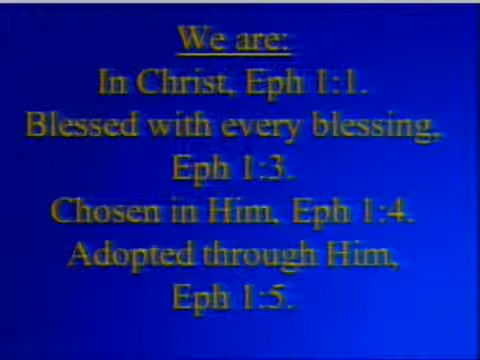 We are:
In Christ, Eph 1:1.
Blessed with every blessing,
Eph 1:3.
Chosen in Him, Eph 1:4.
Adopted through Him,
Eph 1:5.